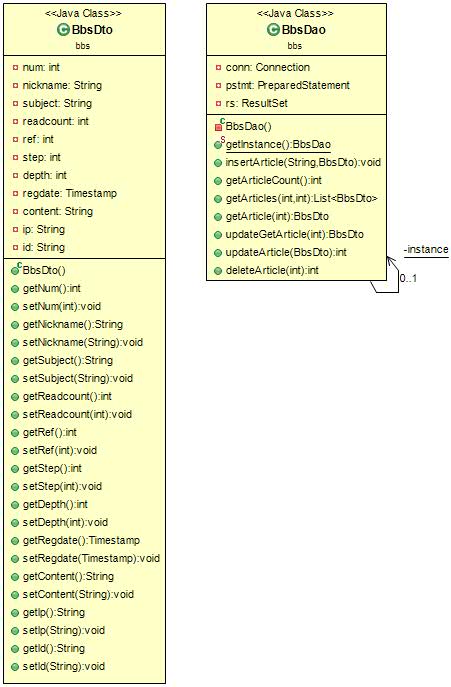 <<Java Class>>
BbsDto
bbs
num: int
nickname: String
subject: String
readcount: int
ref: int
step: int
depth: int
regdate: Timestamp
content: String
ip: String
id: String
BbsDto()
getNum():int
setNum(int):void
getNickname():String
setNickname(String):void
getSubject():String
setSubject(String):void
getReadcount():int
setReadcount(int):void
getRef():int
setRef(int):void
getStep():int
setStep(int):void
getDepth():int
setDepth(int):void
getRegdate():Timestamp
setRegdate(Timestamp):void
getContent():String
setContent(String):void
getIp():String
setIp(String):void
getId():String
setId(String):void
<<Java Class>>
BbsDao
bbs
conn: Connection
pstmt: PreparedStatement
rs: ResultSet
BbsDao()
getInstance():BbsDao
insertArticle(String,BbsDto):void
getArticleCount():int
getArticles(int,int):List<BbsDto>
getArticle(int):BbsDto
updateGetArticle(int):BbsDto
updateArticle(BbsDto):int
deleteArticle(int):int
-instance
0..1